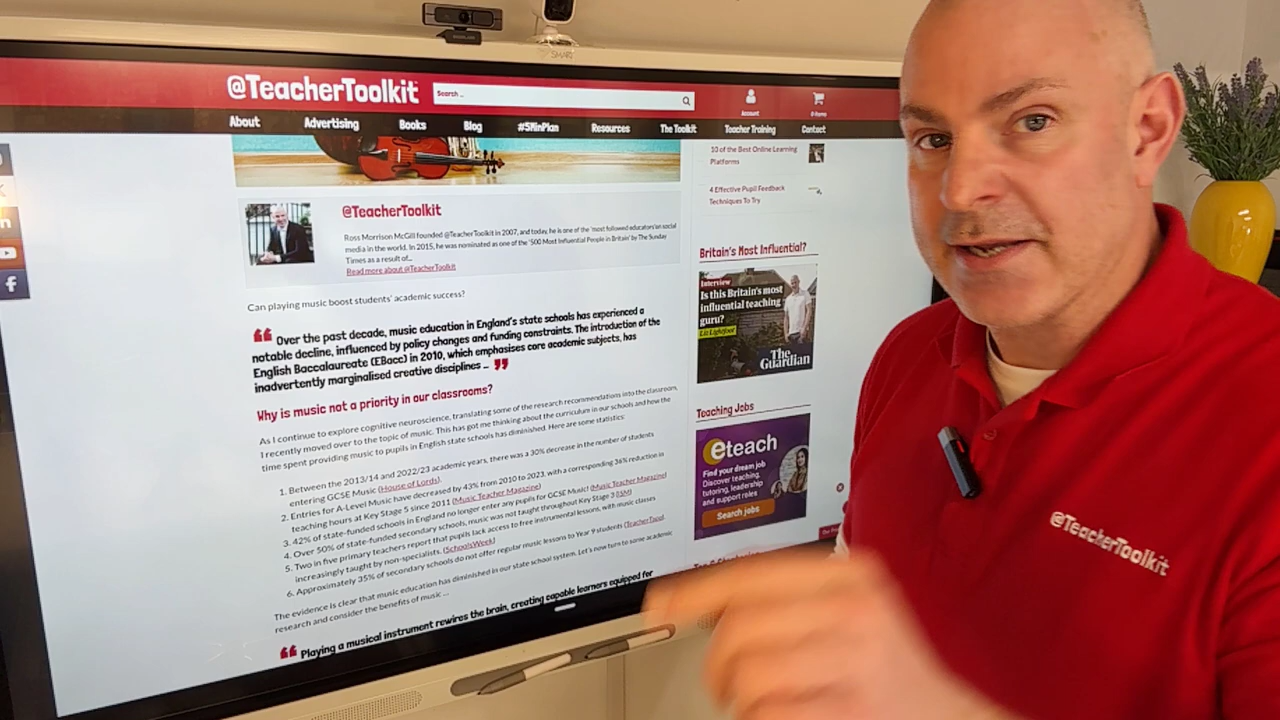 SMART
@TeacherToolkit
Search ...
Account
0 items
About
Advertising
Books
Blog
#5MinPlan
Resources
The Toolkit
Teacher Training
Contact
@TeacherToolkit
Ross Morrison McGill founded @TeacherToolkit in 2007, and today, he is one of the 'most followed educators' on social
media in the world. In 2015, he was nominated as one of the '500 Most Influential People in Britain' by The Sunday
Times as a result of...
Read more about @TeacherToolkit
Can playing music boost students' academic success?
Over the past decade, music education in England's state schools has experienced a
notable decline, influenced by policy changes and funding constraints. The introduction of the
English Baccalaureate (EBacc) in 2010, which emphasises core academic subjects, has
inadvertently marginalised creative disciplines ...
Why is music not a priority in our classrooms?
As I continue to explore cognitive neuroscience, translating some of the research recommendations into the classroom,
I recently moved over to the topic of music. This has got me thinking about the curriculum in our schools and how the
time spent providing music to pupils in English state schools has diminished. Here are some statistics:
1. Between the 2013/14 and 2022/23 academic years, there was a 30% decrease in the number of students
entering GCSE Music (House of Lords).
2. Entries for A-Level Music have decreased by 43% from 2010 to 2023, with a corresponding 36% reduction in
teaching hours at Key Stage 5 since 2011 (Music Teacher Magazine)
3. 42% of state-funded schools in England no longer enter any pupils for GCSE Music! (Music Teacher Magazine)
4. Over 50% of state-funded secondary schools, music was not taught throughout Key Stage 3 (ISM)
5. Two in five primary teachers report that pupils lack access to free instrumental lessons, with music classes
increasingly taught by non-specialists. (SchoolsWeek)
6. Approximately 35% of secondary schools do not offer regular music lessons to Year 9 students (TeacherTapp).
The evidence is clear that music education has diminished in our state school system. Let's now turn to some academic
research and consider the benefits of music ...
Playing a musical instrument rewires the brain, creating capable learners equipped for
10 of the Best Online Learning
Platforms
4 Effective Pupil Feedback
Techniques To Try
Britain's Most Influential?
Interview
Is this Britain's most
influential teaching
guru?
Liz Lightfoot
The
Guardian
Teaching Jobs
eteach
Find your dream job
Discover teaching,
tutoring, leadership
and support roles
Search jobs
@TeacherToolkit